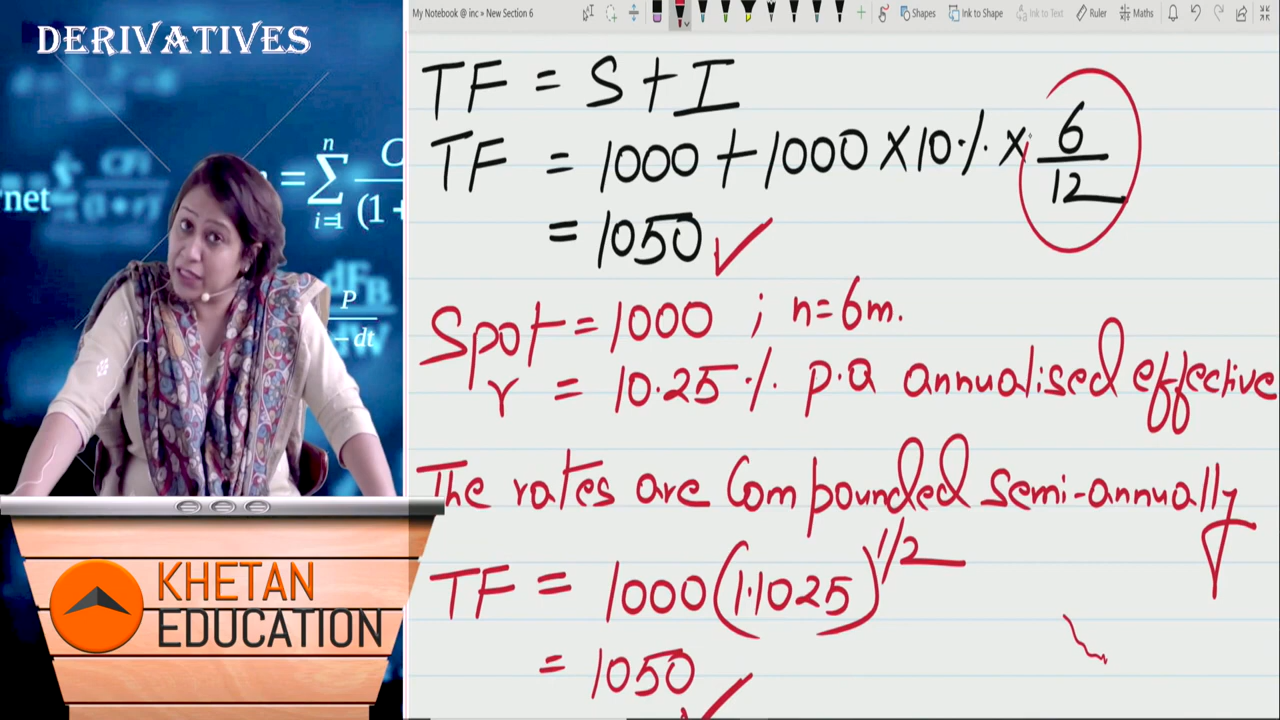 My Notebook @ inc » New Section 6
Shapes
Ink to Shape
Ink to Text
Ruler
Maths
DERIVATIVES
TF = S + I
TF = 1000 + 1000 × 10·/. × 6/12
= 1050 ✓
Spot = 1000 ; n=6m.
r = 10.25·/. p.a annualised effective
The rates are Compounded semi-annually
TF = 1000(1.1025)^1/2
= 1050 ✓
KHETAN
EDUCATION